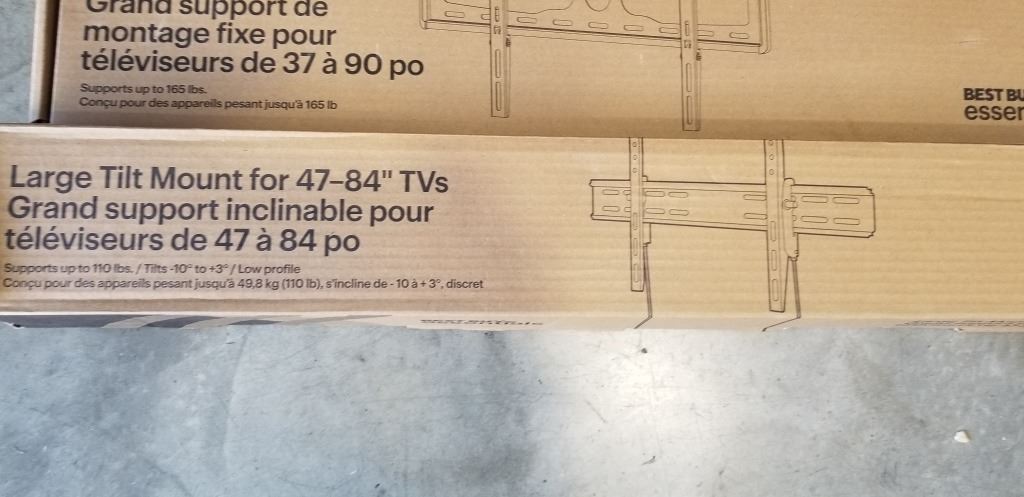 Grand support de
montage fixe pour
téléviseurs de 37 à 90 po
Supports up to 165 lbs.
Conçu pour des appareils pesant jusqu'à 165 lb
BEST BU
essen
Large Tilt Mount for 47–84" TVs
Grand support inclinable pour
téléviseurs de 47 à 84 po
Supports up to 110 lbs. / Tilts -10° to +3° / Low profile
Conçu pour des appareils pesant jusqu'à 49,8 kg (110 lb), s'incline de - 10 à + 3°, discret